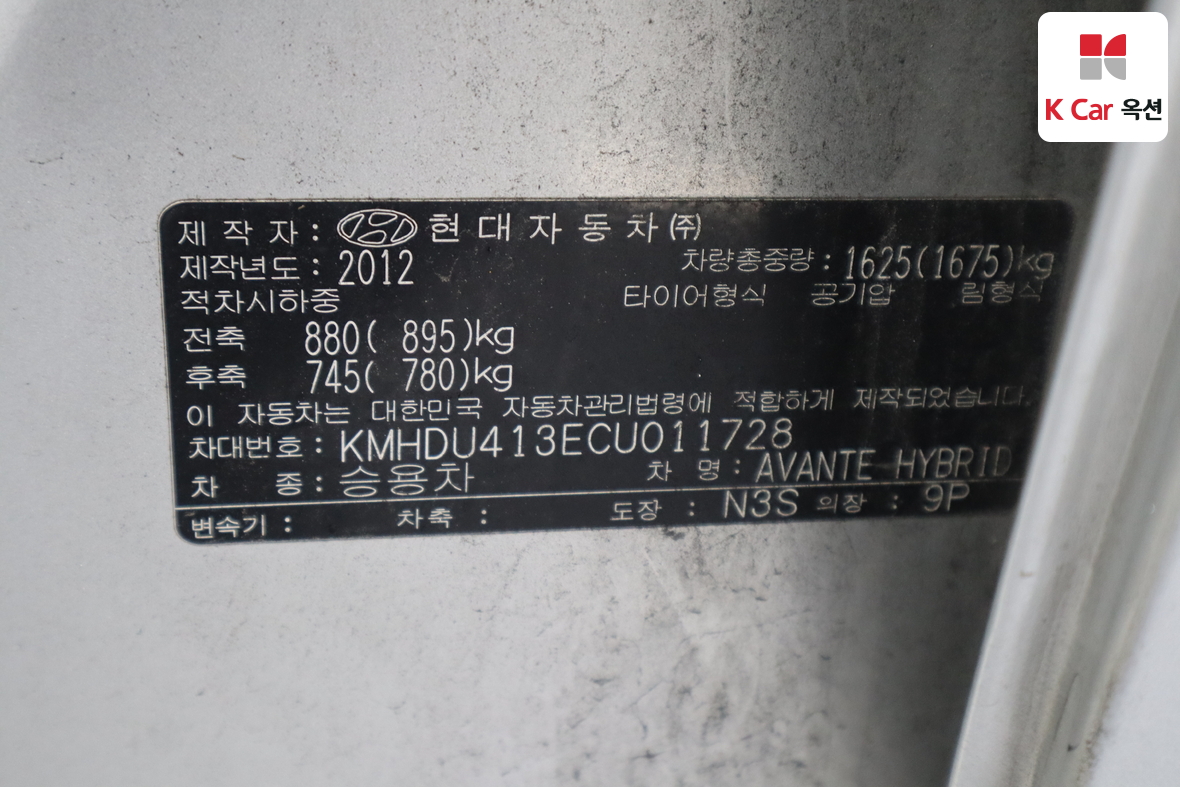 K Car 옥션
제 작 자 : 현 대 자 동 차 ㈜
제작년도 : 2012 차량총중량 : 1625(1675)kg
적차시하중 타이어형식 공기압 림형식
전축 880( 895)kg
후축 745( 780)kg
이 자동차는 대한민국 자동차관리법령에 적합하게 제작되었습니다.
차대번호 : KMHDU413ECU011728
차 종 : 승용차 차 명 : AVANTE HYBRID
변속기 : 차축 : 도장 : N3S 의장 : 9P